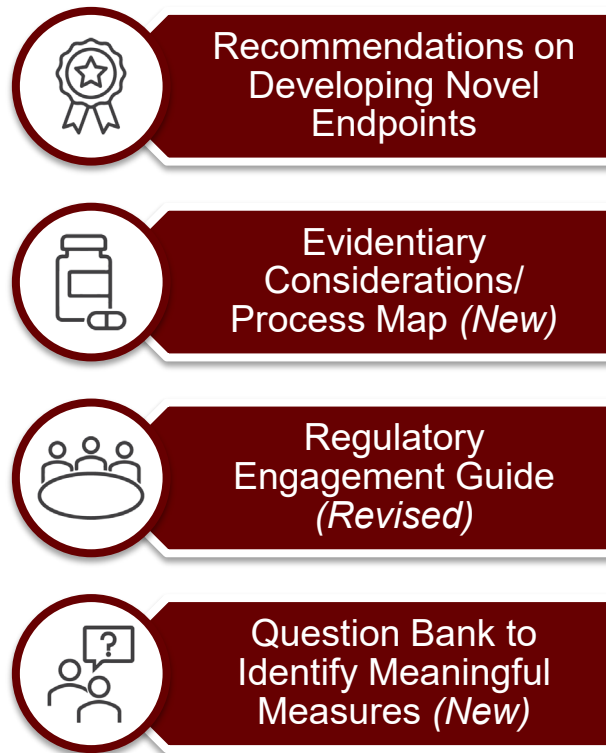 Recommendations on
Developing Novel
Endpoints
Evidentiary
Considerations/
Process Map (New)
Regulatory
Engagement Guide
(Revised)
?
Question Bank to
Identify Meaningful
Measures (New)